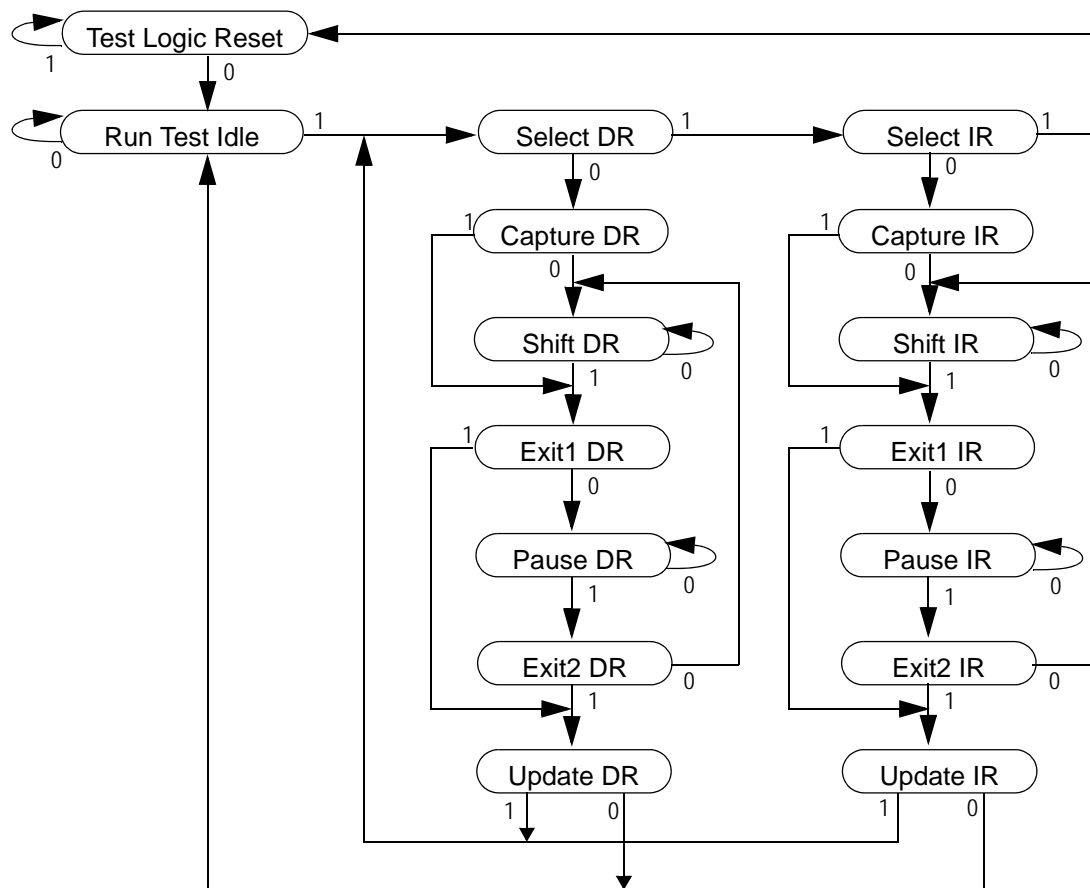 Test Logic Reset
1
0
Run Test Idle
1
0
Select DR
1
0
Select IR
1
0
Capture DR
1
0
Capture IR
1
0
Shift DR
0
1
Shift IR
0
1
Exit1 DR
1
0
Exit1 IR
1
0
Pause DR
0
1
Pause IR
0
1
Exit2 DR
0
1
Exit2 IR
0
1
Update DR
1
0
Update IR
1
0